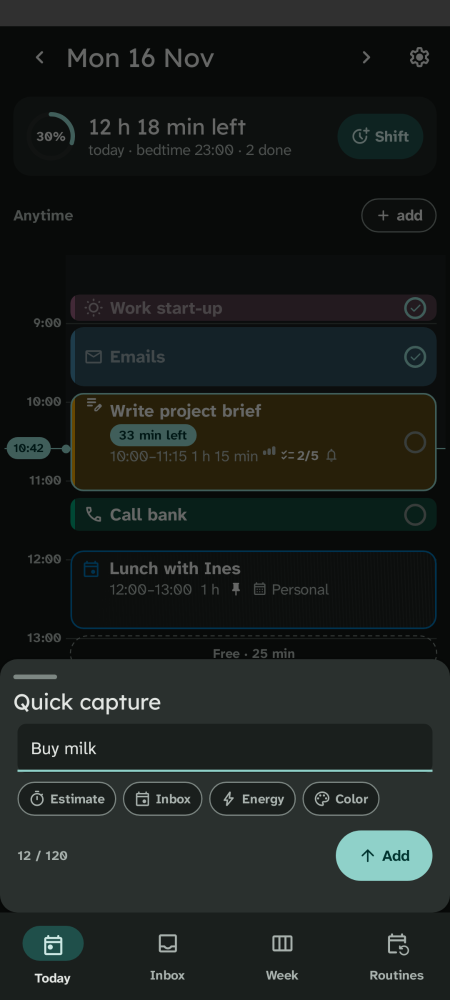 Mon 16 Nov
30%
12 h 18 min left
today · bedtime 23:00 · 2 done
Shift
Anytime
+ add
Work start-up
9:00
Emails
10:00
Write project brief
33 min left
10:42
10:00–11:15 1 h 15 min 2/5
11:00
Call bank
12:00
Lunch with Ines
12:00–13:00 1 h Personal
13:00
Free · 25 min
Quick capture
Buy milk
Estimate Inbox Energy Color
12 / 120
Add
Today Inbox Week Routines